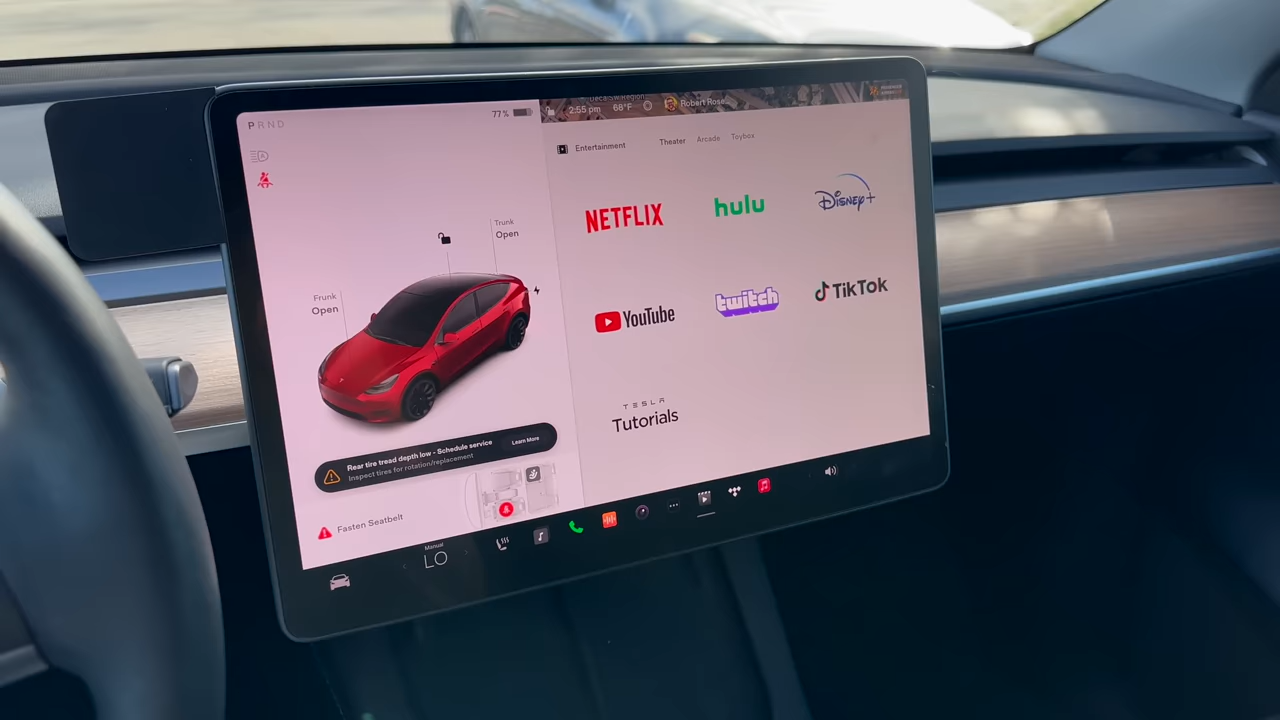 PRND
77%
2:55 pm
68°F
Robert Rose...
Entertainment
Theater
Arcade
Toybox
Trunk
Open
Frunk
Open
NETFLIX
hulu
Disney+
YouTube
twitch
TikTok
TESLA
Tutorials
Rear tire tread depth low - Schedule service
Inspect tires for rotation/replacement
Learn More
Fasten Seatbelt
Manual
LO